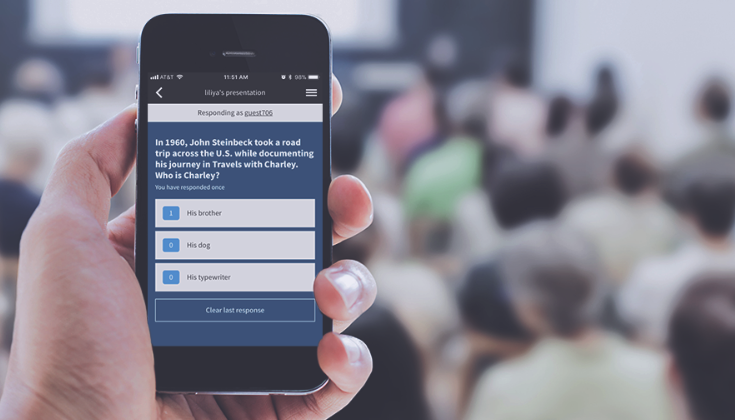 AT&T 11:51 AM 98%
liliya's presentation
Responding as guest706
In 1960, John Steinbeck took a road
trip across the U.S. while documenting
his journey in Travels with Charley.
Who is Charley?
You have responded once
1 His brother
0 His dog
0 His typewriter
Clear last response